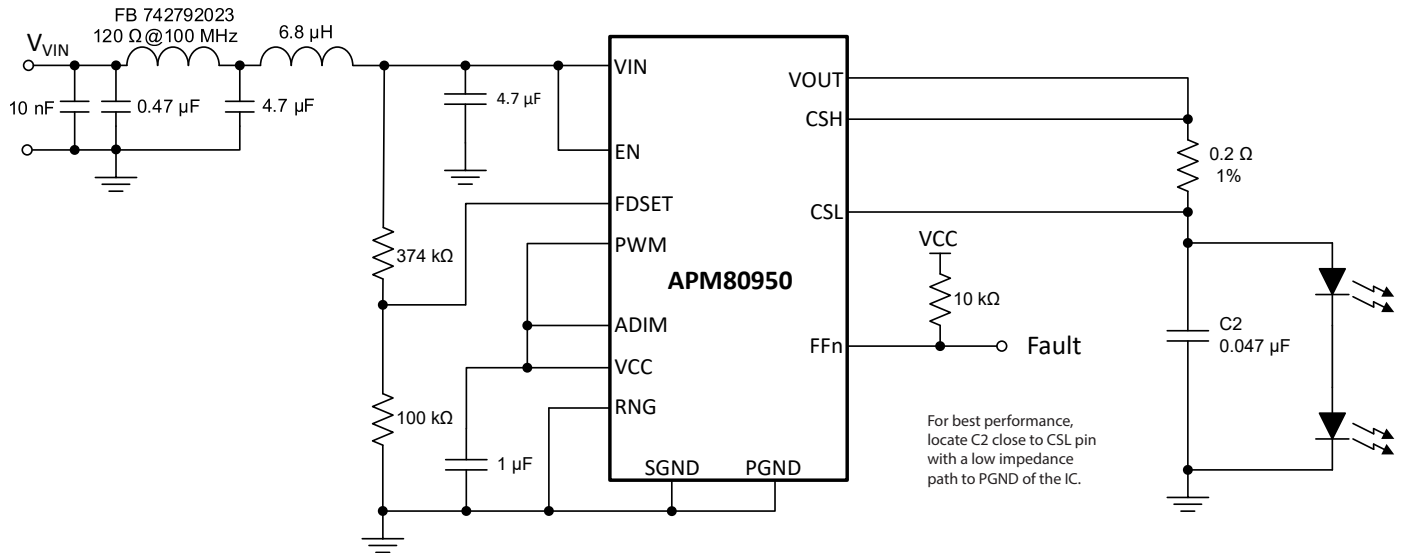 FB 742792023
120 Ω@100 MHz
V_VIN
6.8 µH
10 nF
0.47 µF
4.7 µF
4.7 µF
VIN
EN
FDSET
PWM
ADIM
VCC
RNG
SGND
PGND
APM80950
VOUT
CSH
CSL
FFn
374 kΩ
100 kΩ
1 µF
VCC
10 kΩ
Fault
0.2 Ω
1%
C2
0.047 µF
For best performance,
locate C2 close to CSL pin
with a low impedance
path to PGND of the IC.